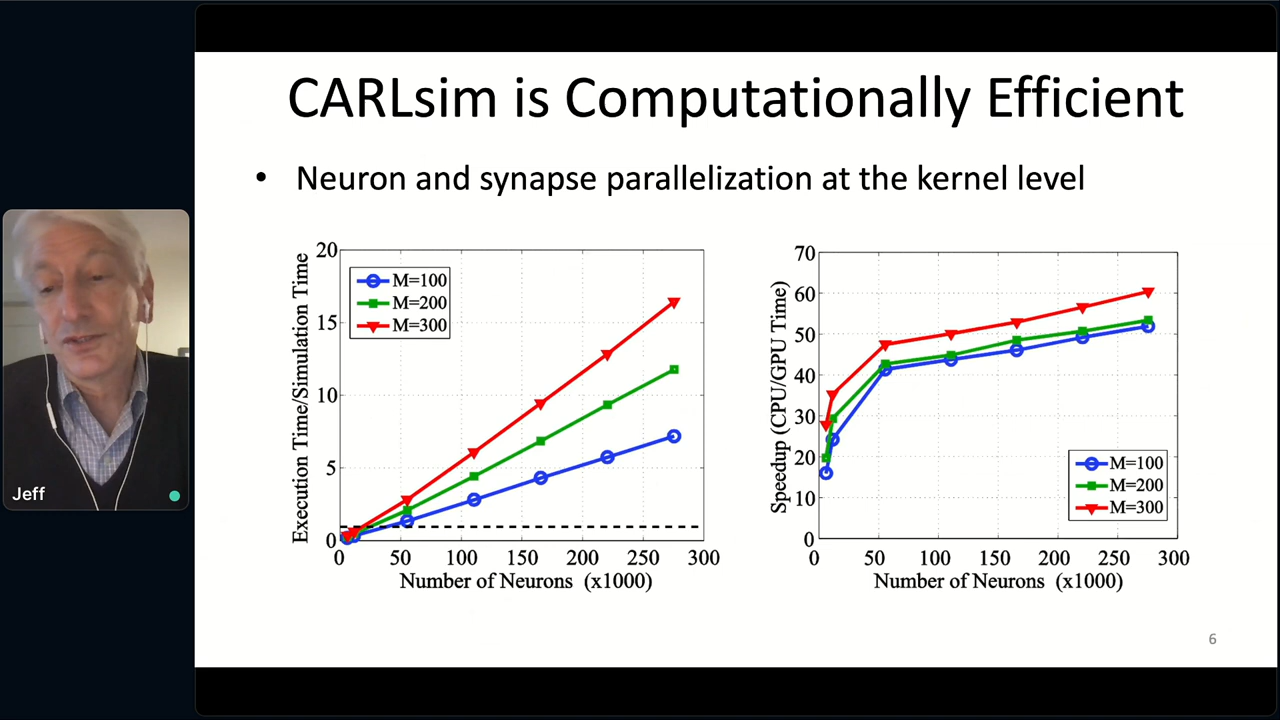 CARLsim is Computationally Efficient
• Neuron and synapse parallelization at the kernel level
Execution Time/Simulation Time
20
15
10
5
0
M=100
M=200
M=300
0 50 100 150 200 250 300
Number of Neurons (x1000)
Speedup (CPU/GPU Time)
70
60
50
40
30
20
10
0
M=100
M=200
M=300
0 50 100 150 200 250 300
Number of Neurons (x1000)
Jeff
6